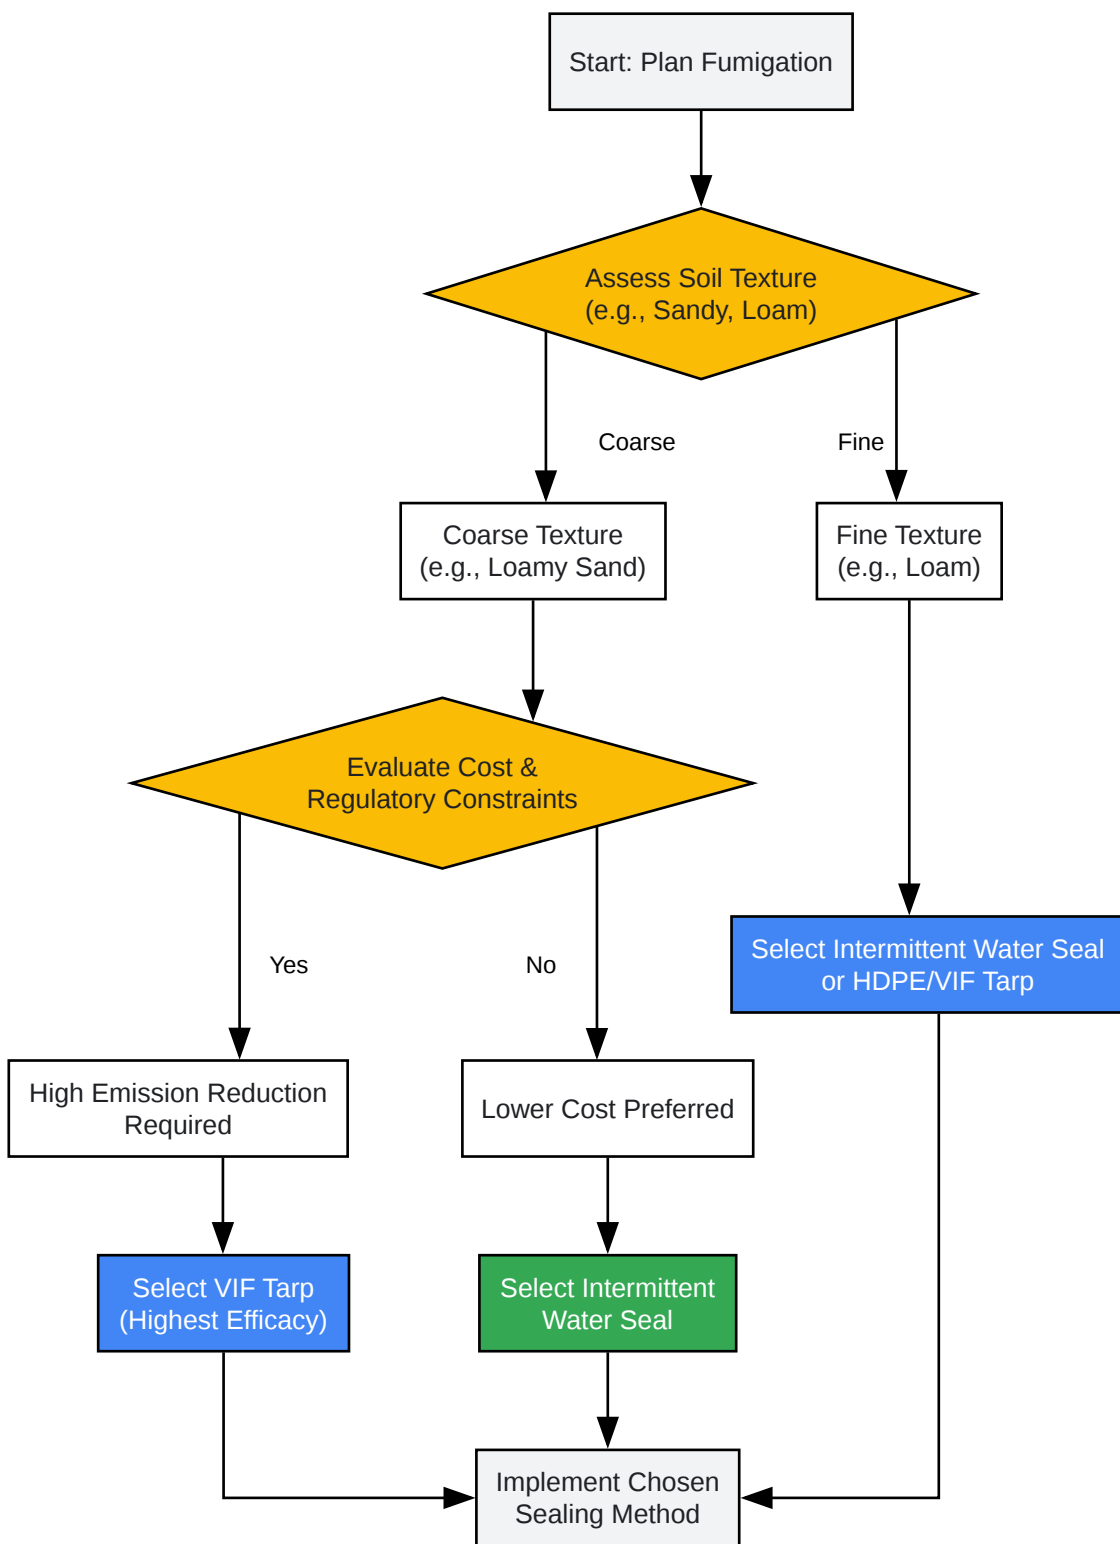 Start: Plan Fumigation
Assess Soil Texture
(e.g., Sandy, Loam)
Coarse
Fine
Coarse Texture
(e.g., Loamy Sand)
Fine Texture
(e.g., Loam)
Evaluate Cost &
Regulatory Constraints
Select Intermittent Water Seal
or HDPE/VIF Tarp
Yes
No
High Emission Reduction
Required
Lower Cost Preferred
Select VIF Tarp
(Highest Efficacy)
Select Intermittent
Water Seal
Implement Chosen
Sealing Method